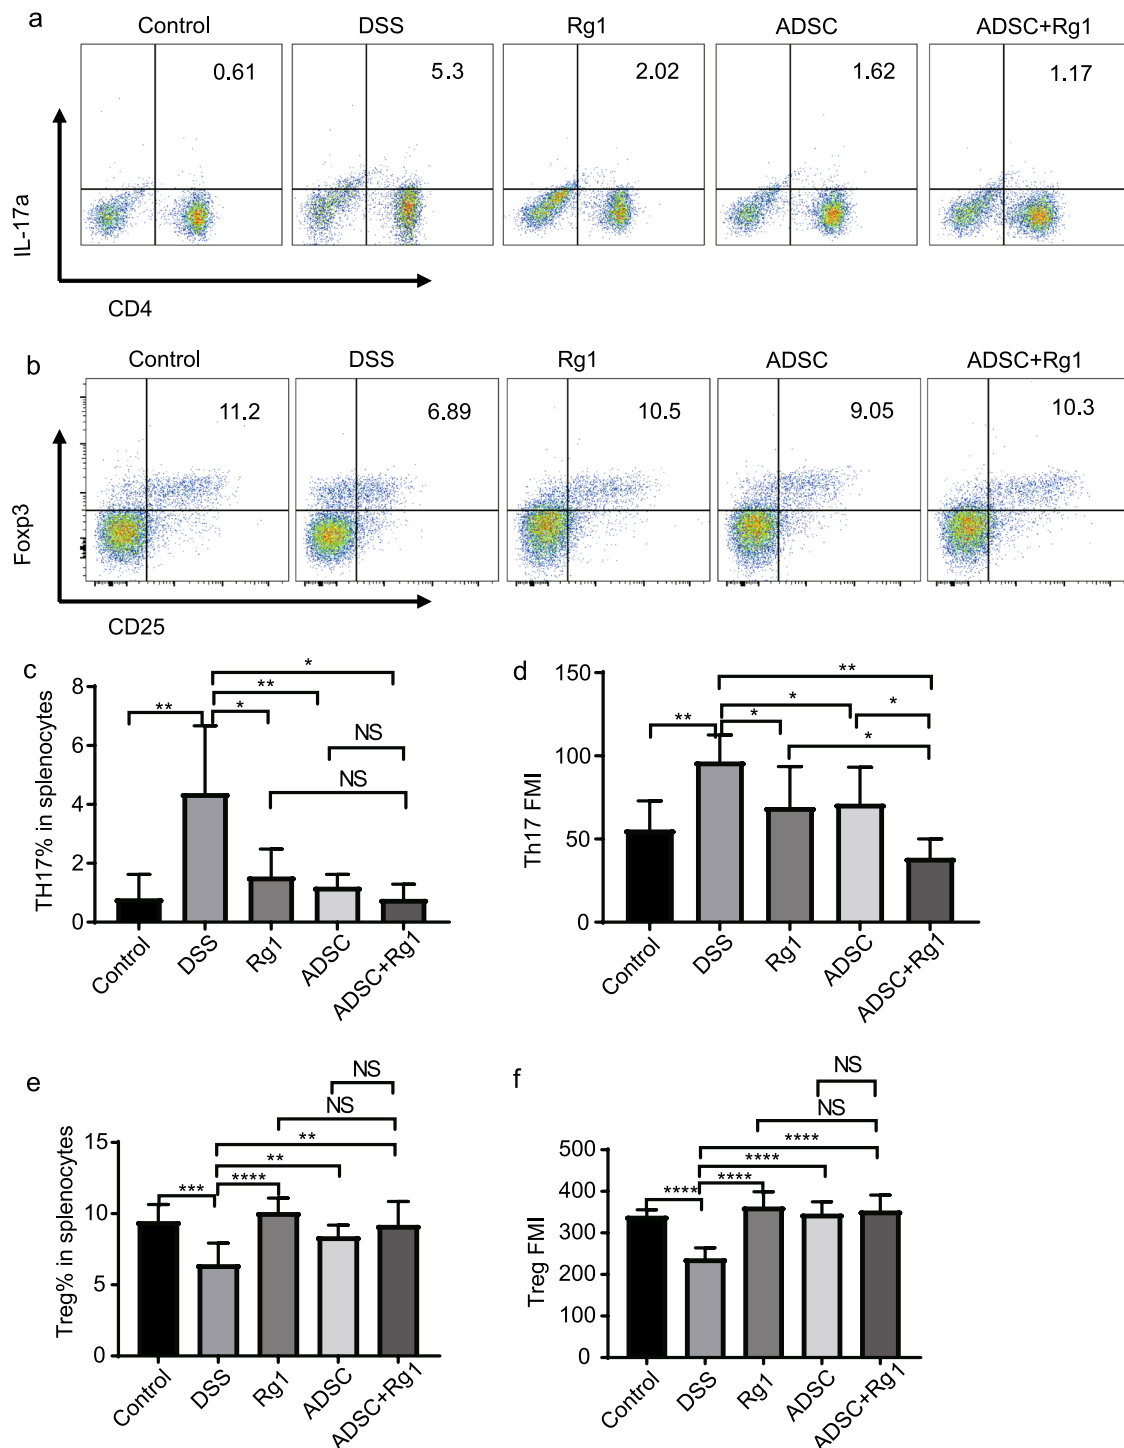 a
Control DSS Rg1 ADSC ADSC+Rg1
0.61 5.3 2.02 1.62 1.17
IL-17a
CD4
b
Control DSS Rg1 ADSC ADSC+Rg1
11.2 6.89 10.5 9.05 10.3
Foxp3
CD25
c
TH17% in splenocytes
8
6
4
2
0
*
**
** *
NS
NS
Control DSS Rg1 ADSC ADSC+Rg1
d
Th17 FMI
150
100
50
0
**
* *
** * *
Control DSS Rg1 ADSC ADSC+Rg1
e
Treg% in splenocytes
15
10
5
0
NS
NS
**
**
*** ****
Control DSS Rg1 ADSC ADSC+Rg1
f
Treg FMI
500
400
300
200
100
0
NS
NS
****
****
**** ****
Control DSS Rg1 ADSC ADSC+Rg1